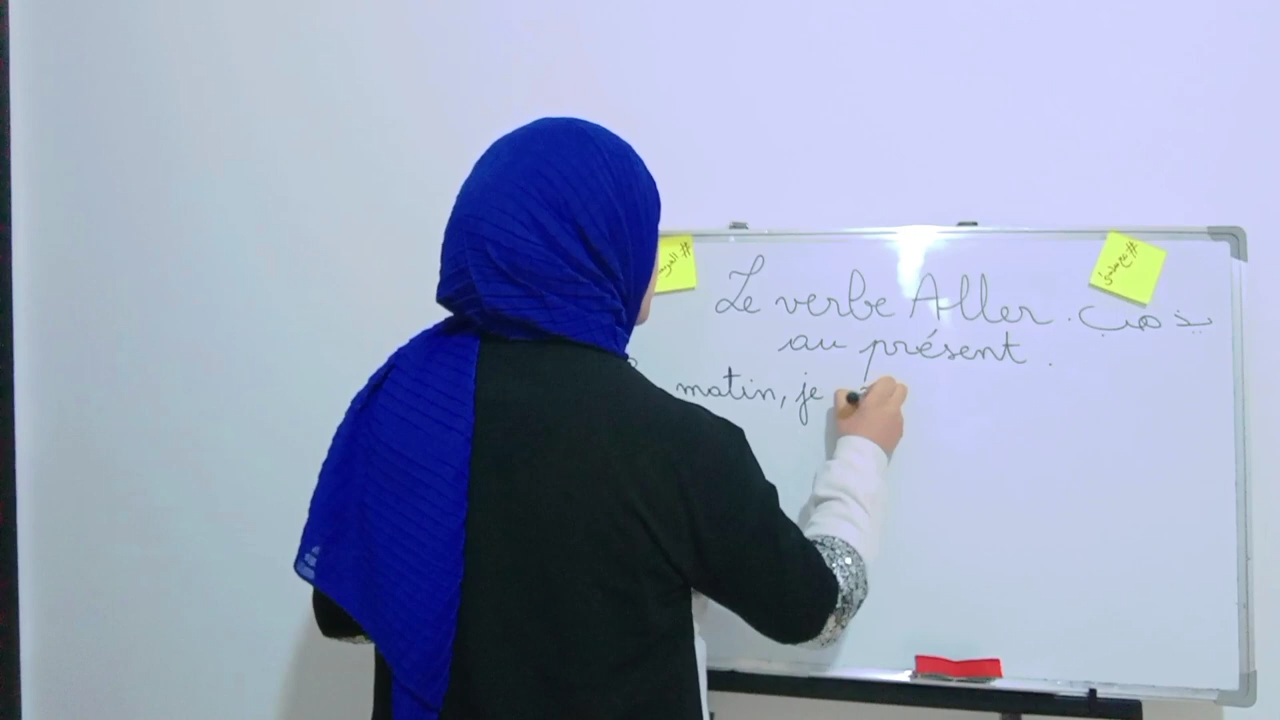 Le verbe Aller. يذهب
au présent.
matin, je